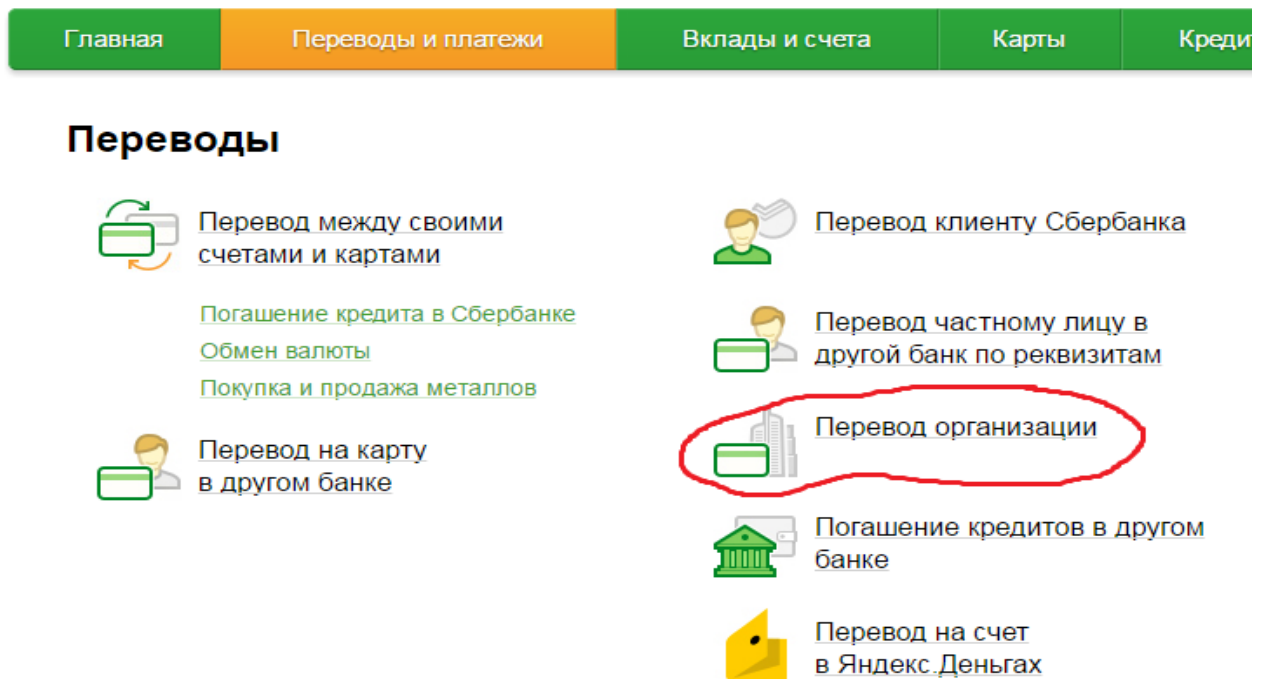 Главная Переводы и платежи Вклады и счета Карты Креди
Переводы
Перевод между своими
счетами и картами
Погашение кредита в Сбербанке
Обмен валюты
Покупка и продажа металлов
Перевод на карту
в другом банке
Перевод клиенту Сбербанка
Перевод частному лицу в
другой банк по реквизитам
Перевод организации
Погашение кредитов в другом
банке
Перевод на счет
в Яндекс.Деньгах